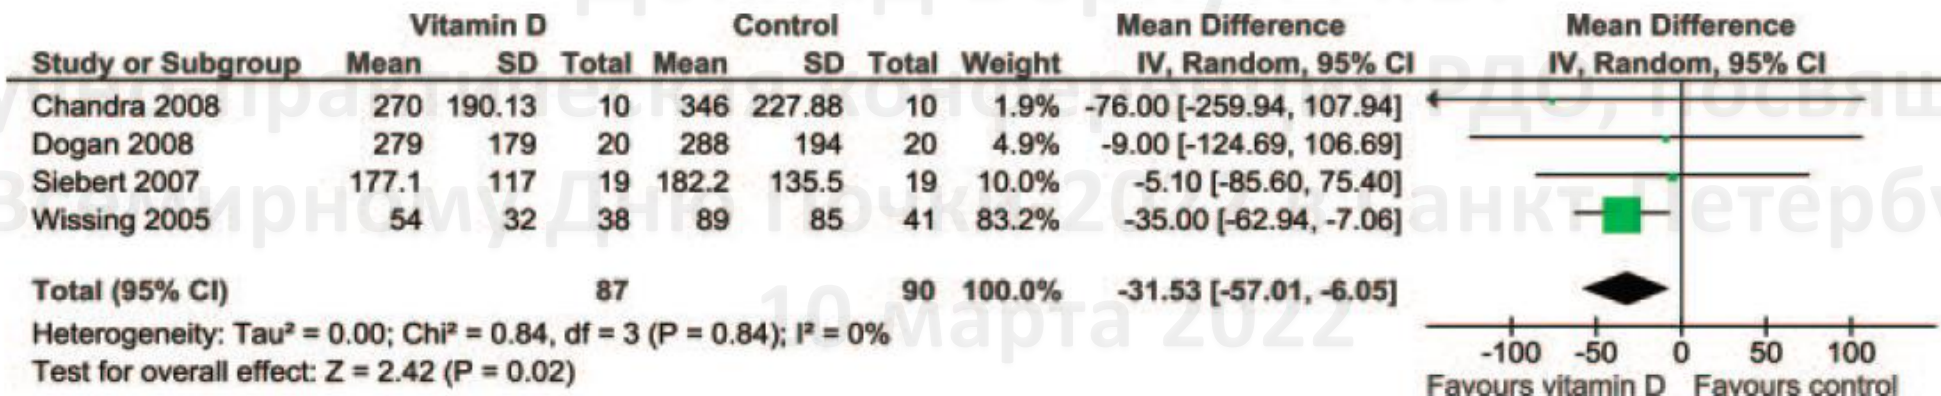 Vitamin D Control Mean Difference Mean Difference
Study or Subgroup Mean SD Total Mean SD Total Weight IV, Random, 95% CI IV, Random, 95% CI
Chandra 2008 270 190.13 10 346 227.88 10 1.9% -76.00 [-259.94, 107.94]
Dogan 2008 279 179 20 288 194 20 4.9% -9.00 [-124.69, 106.69]
Siebert 2007 177.1 117 19 182.2 135.5 19 10.0% -5.10 [-85.60, 75.40]
Wissing 2005 54 32 38 89 85 41 83.2% -35.00 [-62.94, -7.06]
Total (95% CI) 87 90 100.0% -31.53 [-57.01, -6.05]
10 марта 2022
Heterogeneity: Tau² = 0.00; Chi² = 0.84, df = 3 (P = 0.84); I² = 0%
Test for overall effect: Z = 2.42 (P = 0.02)
-100 -50 0 50 100
Favours vitamin D Favours control